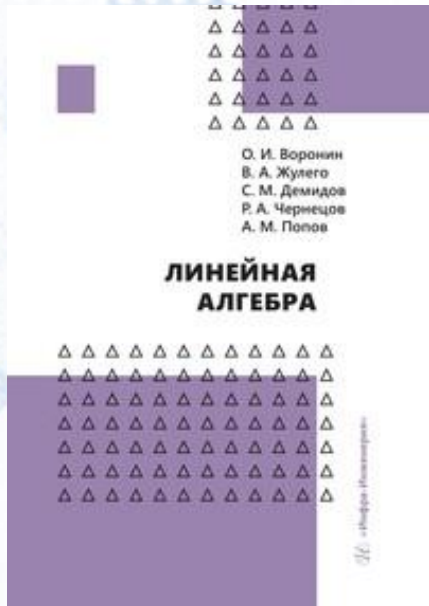 О. И. Воронин
В. А. Жулего
С. М. Демидов
Р. А. Чернецов
А. М. Попов
ЛИНЕЙНАЯ
АЛГЕБРА
«Инфра-Инженерия»